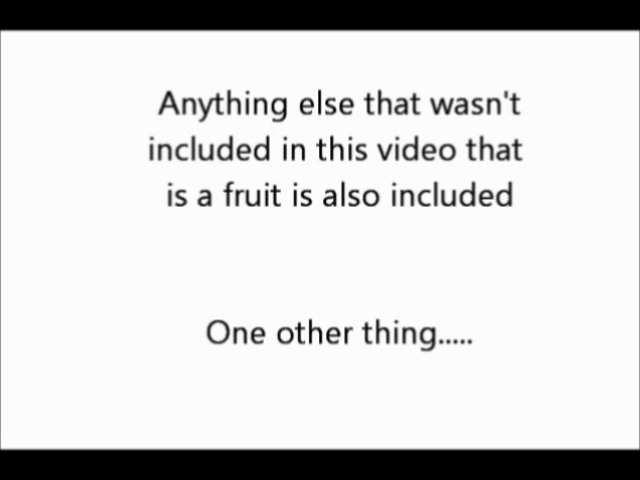 Anything else that wasn't
included in this video that
is a fruit is also included
One other thing.....